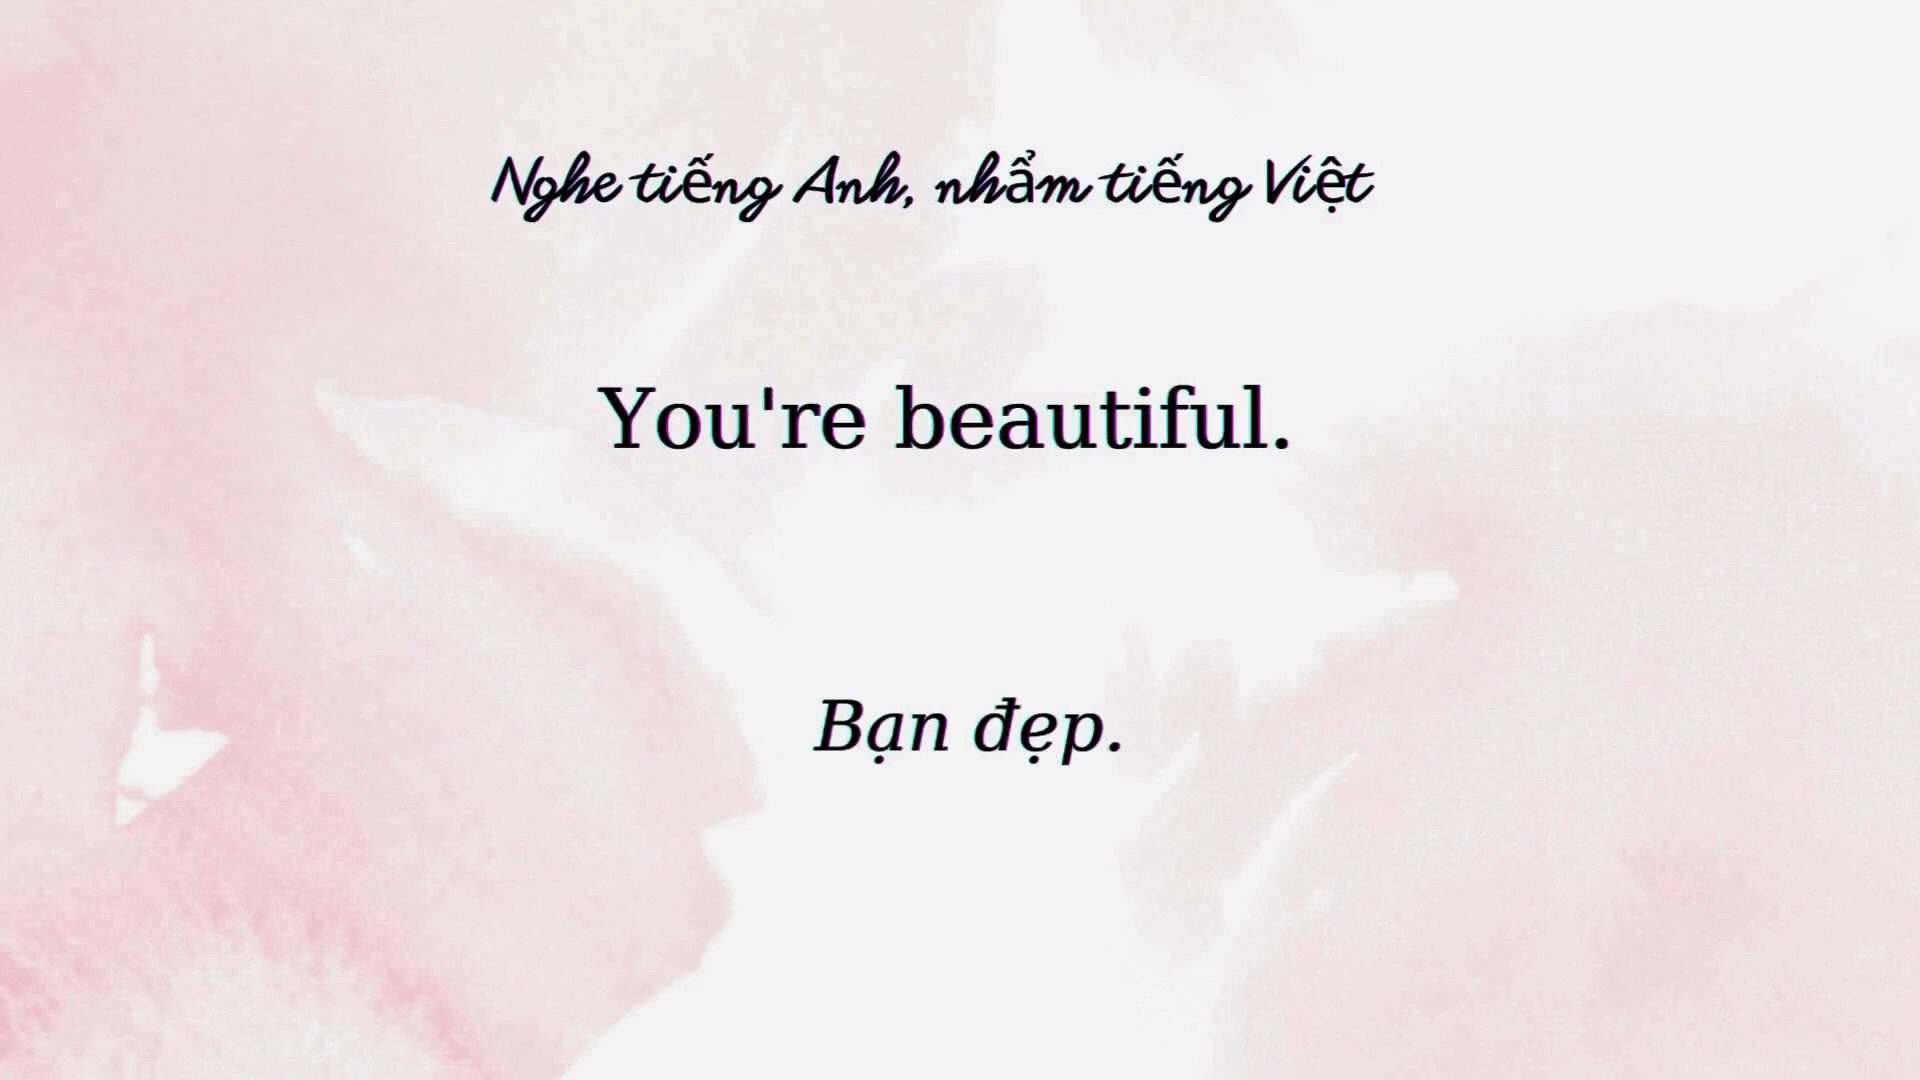 Nghe tiếng Anh, nhẩm tiếng Việt
You're beautiful.
Bạn đẹp.